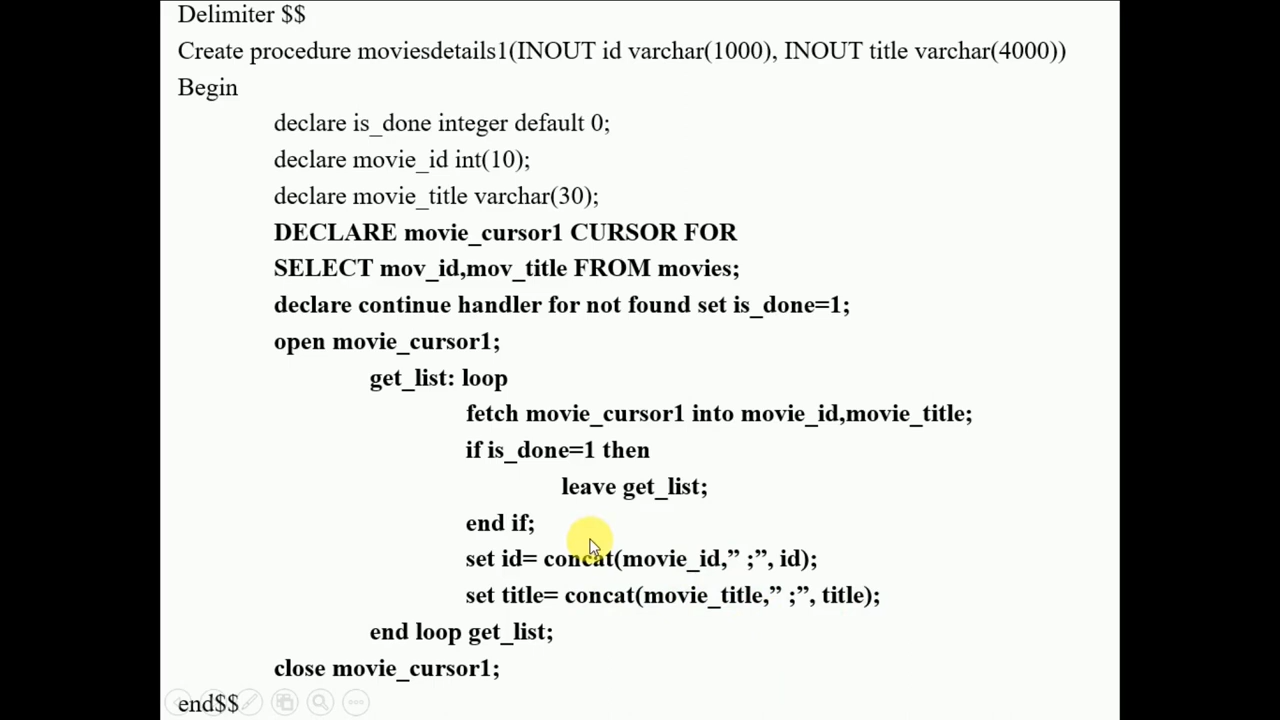 Delimiter $$
Create procedure moviesdetails1(INOUT id varchar(1000), INOUT title varchar(4000))
Begin
declare is_done integer default 0;
declare movie_id int(10);
declare movie_title varchar(30);
DECLARE movie_cursor1 CURSOR FOR
SELECT mov_id,mov_title FROM movies;
declare continue handler for not found set is_done=1;
open movie_cursor1;
get_list: loop
fetch movie_cursor1 into movie_id,movie_title;
if is_done=1 then
leave get_list;
end if;
set id= concat(movie_id,” ;”, id);
set title= concat(movie_title,” ;”, title);
end loop get_list;
close movie_cursor1;
end$$